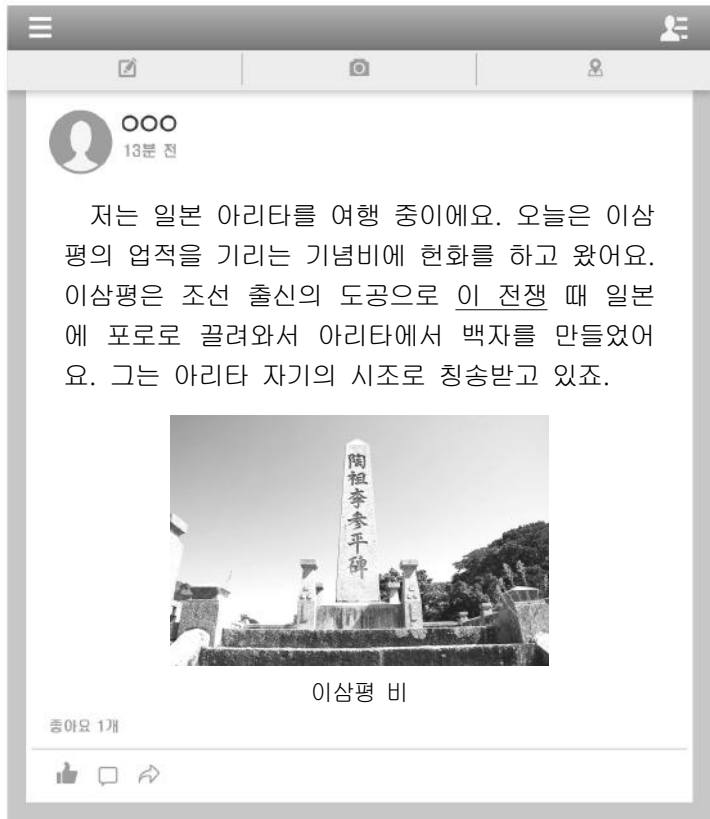 ○○○
13분 전
저는 일본 아리타를 여행 중이에요. 오늘은 이삼
평의 업적을 기리는 기념비에 헌화를 하고 왔어요.
이삼평은 조선 출신의 도공으로 이 전쟁 때 일본
에 포로로 끌려와서 아리타에서 백자를 만들었어
요. 그는 아리타 자기의 시조로 칭송받고 있죠.
陶祖李參平碑
이삼평 비
좋아요 1개